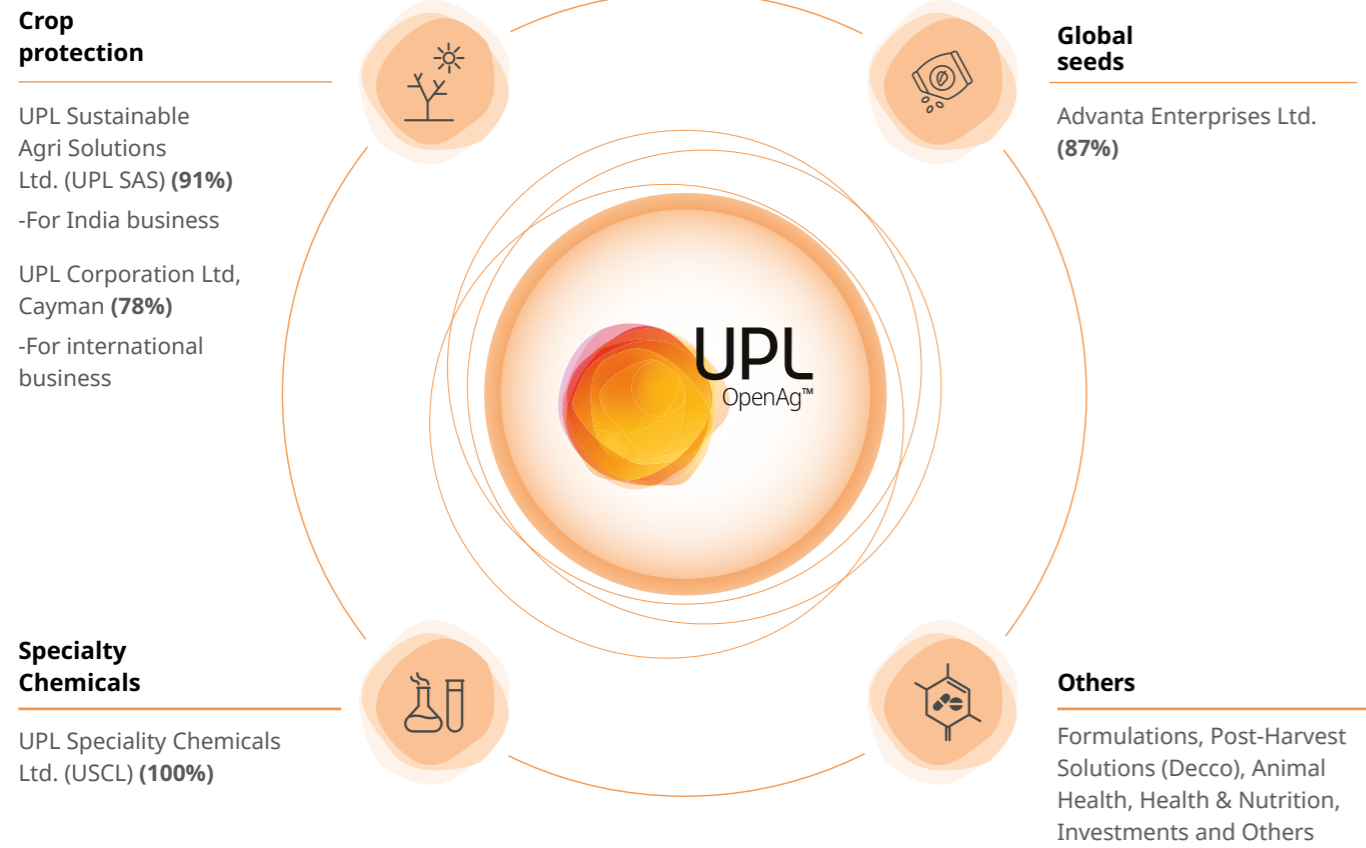 Crop
protection
UPL Sustainable
Agri Solutions
Ltd. (UPL SAS) (91%)
-For India business
UPL Corporation Ltd,
Cayman (78%)
-For international
business
Global
seeds
Advanta Enterprises Ltd.
(87%)
UPL
OpenAg™
Specialty
Chemicals
UPL Speciality Chemicals
Ltd. (USCL) (100%)
Others
Formulations, Post-Harvest
Solutions (Decco), Animal
Health, Health & Nutrition,
Investments and Others